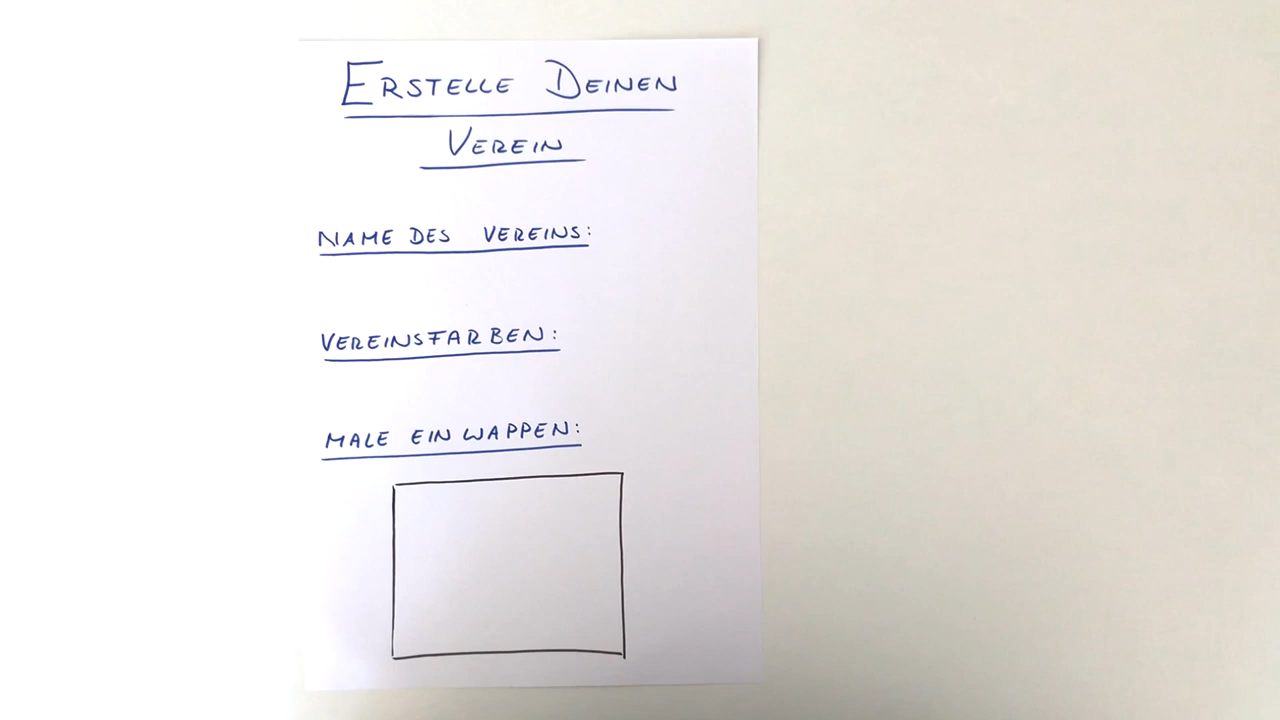 ERSTELLE DEINEN
VEREIN
NAME DES VEREINS:
VEREINSFARBEN:
MALE EIN WAPPEN: